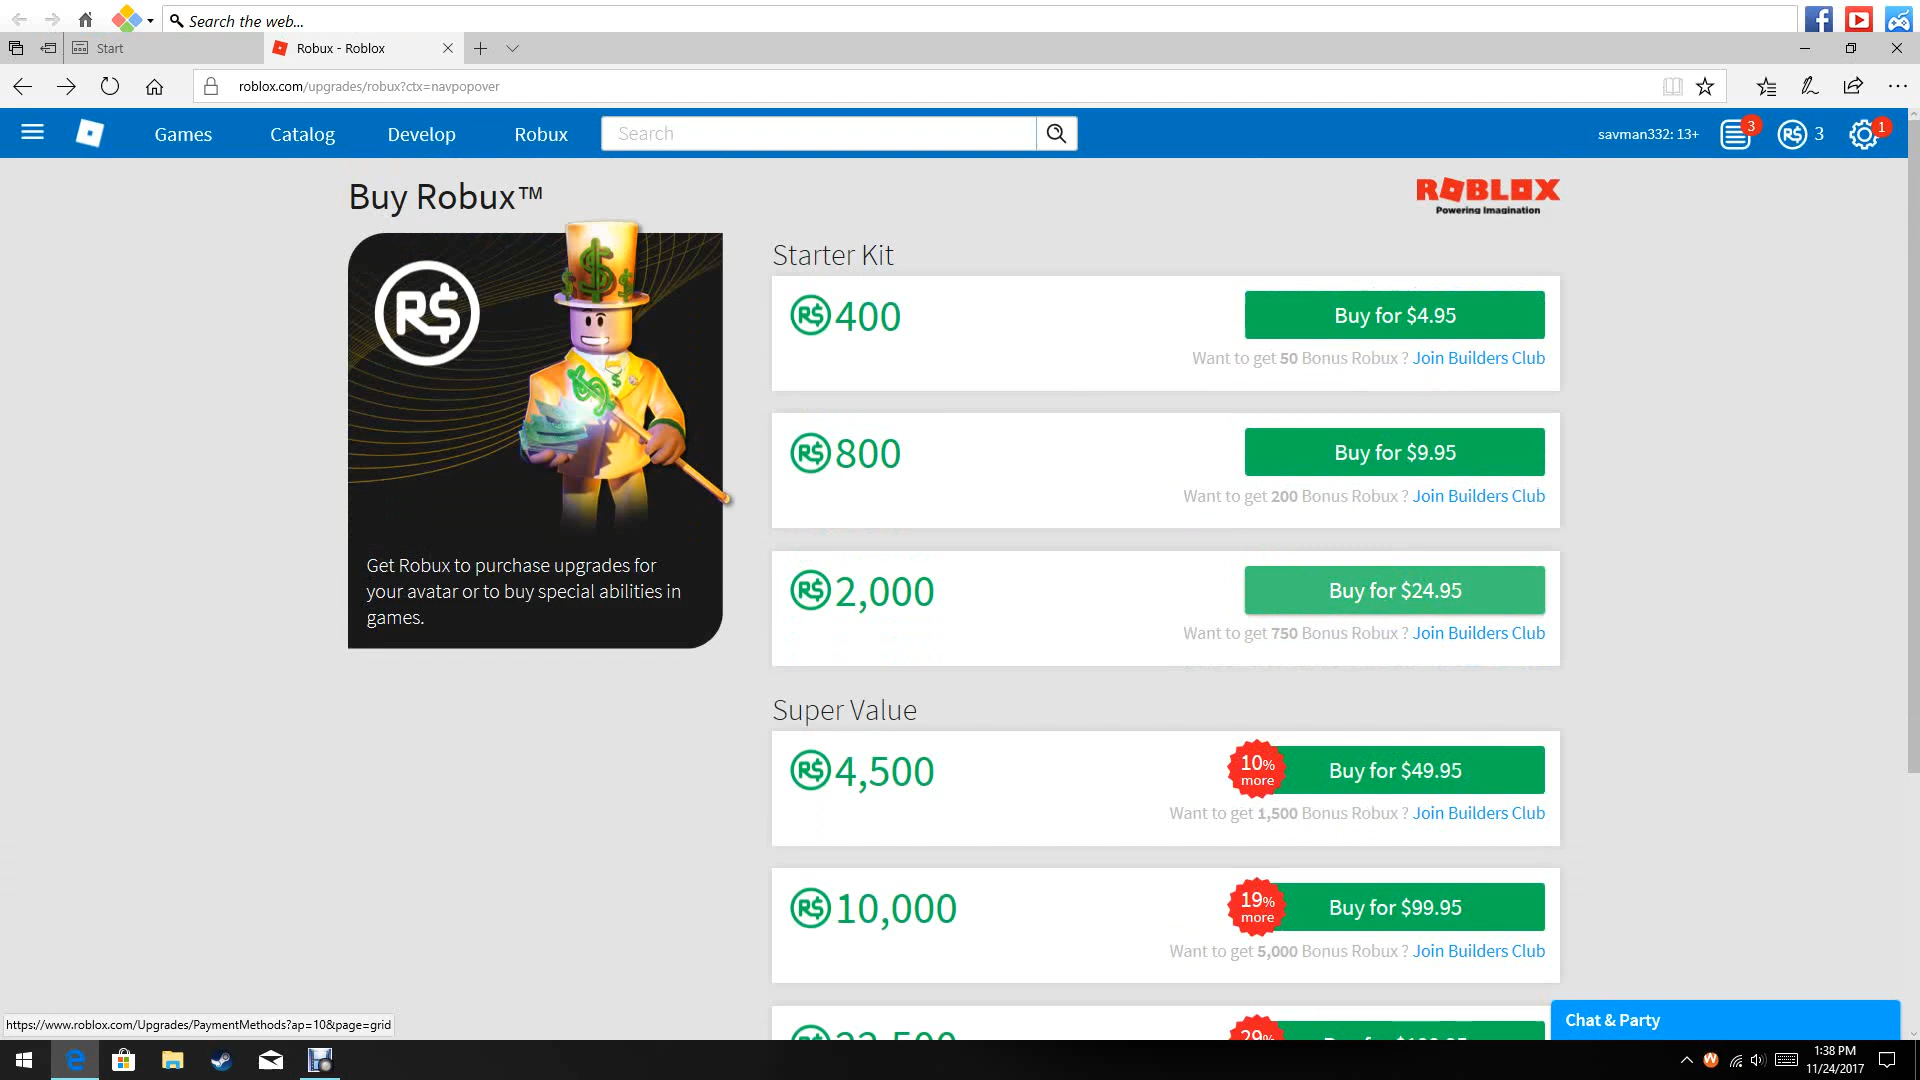 Search the web...
Start
Robux - Roblox
roblox.com/upgrades/robux?ctx=navpopover
Games
Catalog
Develop
Robux
Search
savman332: 13+
3
R$ 3
1
Buy Robux™
ROBLOX
Powering Imagination
R$
Get Robux to purchase upgrades for
your avatar or to buy special abilities in
games.
Starter Kit
R$ 400
Buy for $4.95
Want to get 50 Bonus Robux ? Join Builders Club
R$ 800
Buy for $9.95
Want to get 200 Bonus Robux ? Join Builders Club
R$ 2,000
Buy for $24.95
Want to get 750 Bonus Robux ? Join Builders Club
Super Value
R$ 4,500
10% more
Buy for $49.95
Want to get 1,500 Bonus Robux ? Join Builders Club
R$ 10,000
19% more
Buy for $99.95
Want to get 5,000 Bonus Robux ? Join Builders Club
29%
Chat & Party
https://www.roblox.com/Upgrades/PaymentMethods?ap=10&page=grid
1:38 PM
11/24/2017